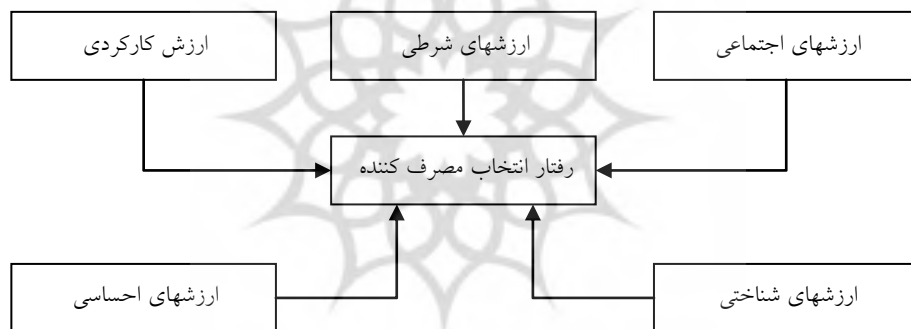 ارزشهای اجتماعی
ارزشهای شرطی
ارزش کارکردی
رفتار انتخاب مصرف کننده
ارزشهای شناختی
ارزشهای احساسی